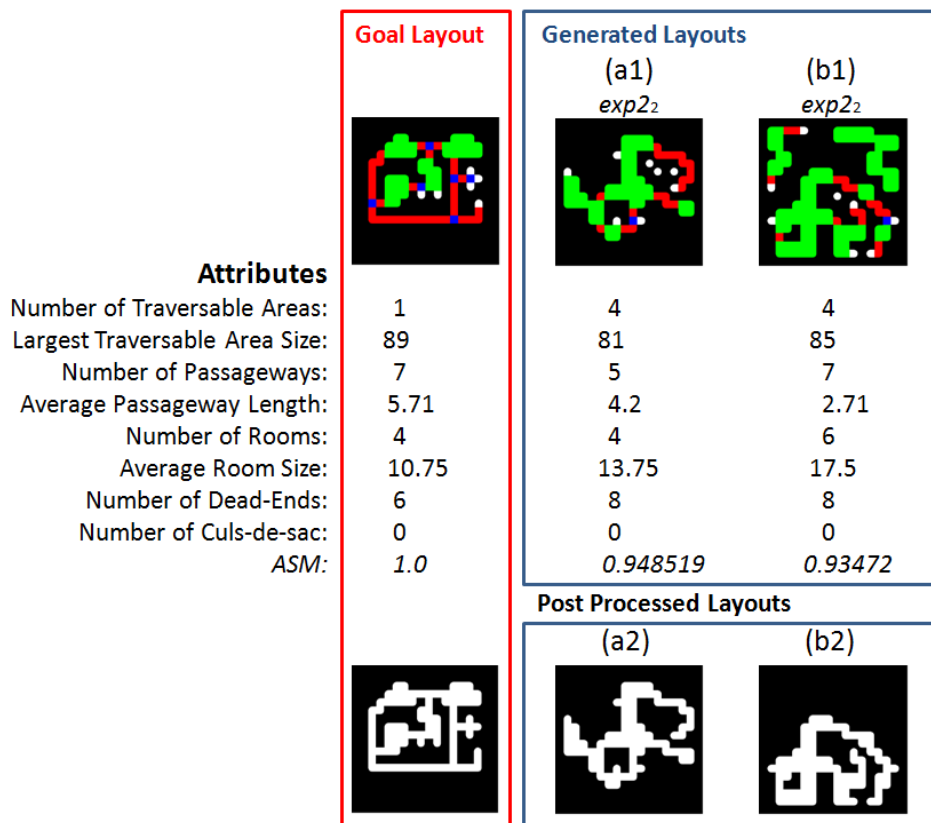 Goal Layout
Generated Layouts
(a1)
(b1)
exp2₂
exp2₂
Attributes
Number of Traversable Areas: 1 4 4
Largest Traversable Area Size: 89 81 85
Number of Passageways: 7 5 7
Average Passageway Length: 5.71 4.2 2.71
Number of Rooms: 4 4 6
Average Room Size: 10.75 13.75 17.5
Number of Dead-Ends: 6 8 8
Number of Culs-de-sac: 0 0 0
ASM: 1.0 0.948519 0.93472
Post Processed Layouts
(a2)
(b2)